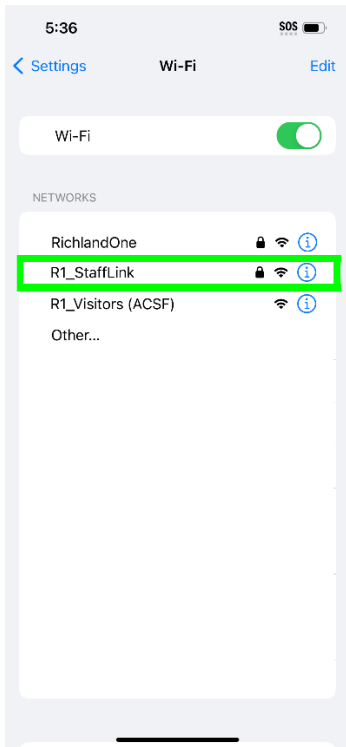 5:36 SOS
Settings Wi-Fi Edit
Wi-Fi
NETWORKS
RichlandOne
R1_StaffLink
R1_Visitors (ACSF)
Other...